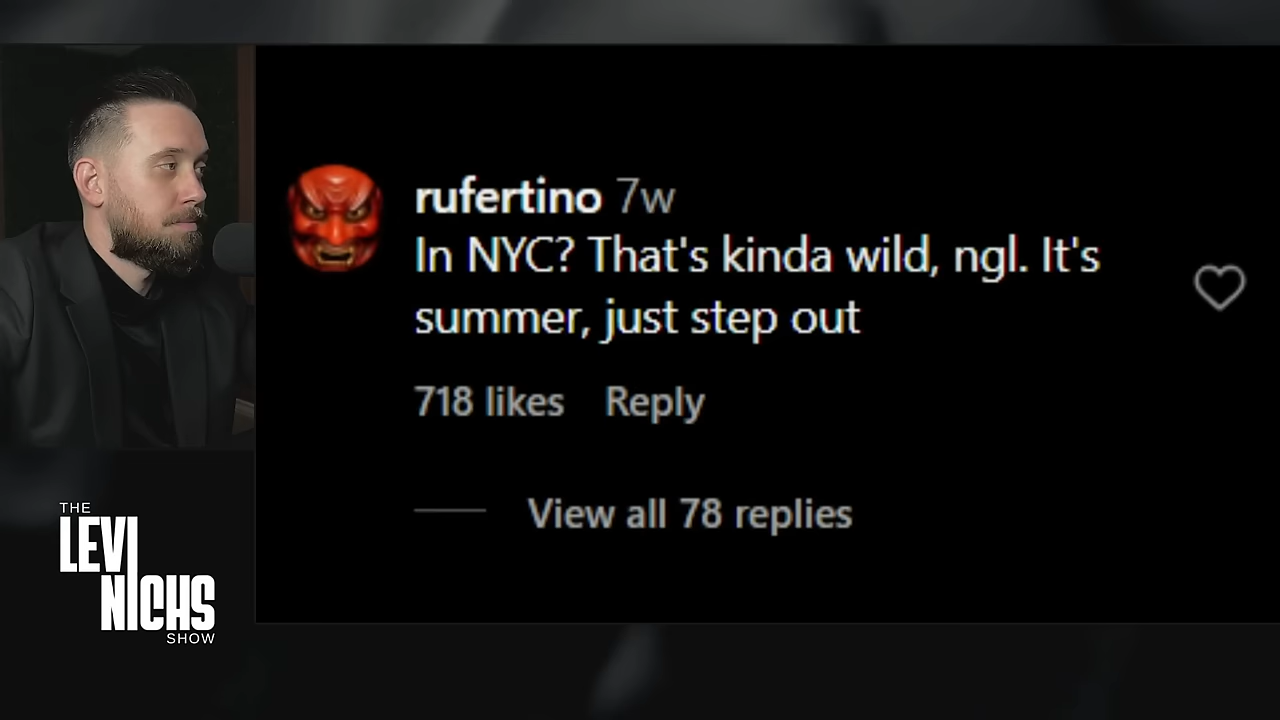 rufertino 7w
In NYC? That's kinda wild, ngl. It's
summer, just step out
718 likes Reply
View all 78 replies
THE
LEVI
NICHS
SHOW